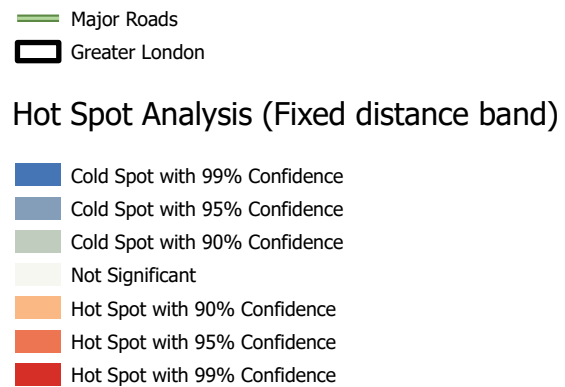 Major Roads
Greater London
Hot Spot Analysis (Fixed distance band)
Cold Spot with 99% Confidence
Cold Spot with 95% Confidence
Cold Spot with 90% Confidence
Not Significant
Hot Spot with 90% Confidence
Hot Spot with 95% Confidence
Hot Spot with 99% Confidence